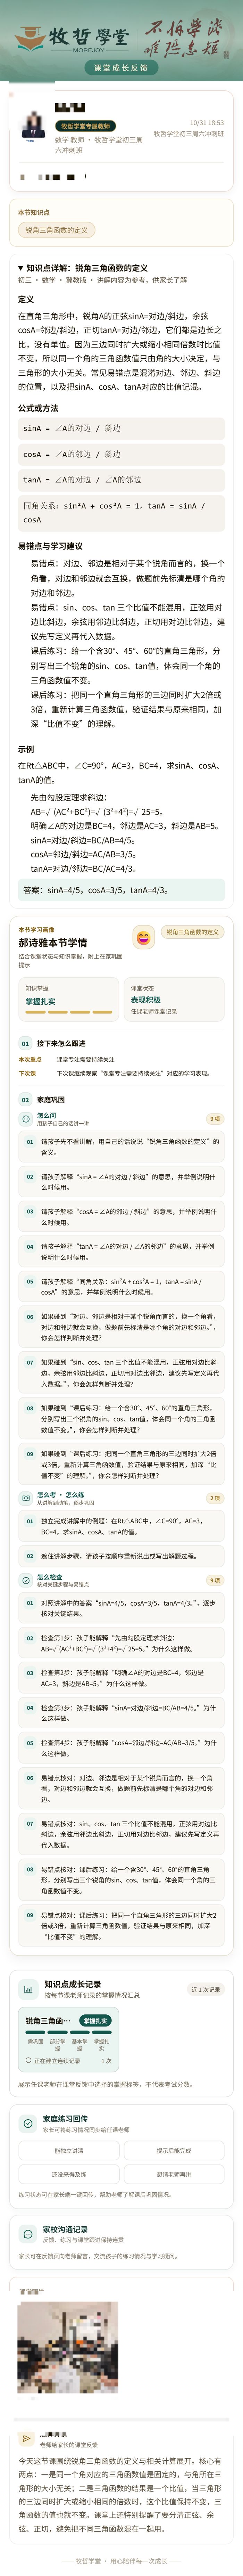 牧哲學堂
MOREJOY
不怕學淺
唯恐志短
课堂成长反馈
牧哲学堂专属教师
数学 教师 · 牧哲学堂初三周
六冲刺班
10/31 18:53
牧哲学堂初三周六冲刺班
本节知识点
锐角三角函数的定义
▼ 知识点详解:锐角三角函数的定义
初三 · 数学 · 冀教版 · 讲解内容为参考,供家长了解
定义
在直角三角形中,锐角A的正弦sinA=对边/斜边,余弦
cosA=邻边/斜边,正切tanA=对边/邻边,它们都是边长之
比,没有单位。因为三边同时扩大或缩小相同倍数时比值
不变,所以同一个角的三角函数值只由角的大小决定,与
三角形的大小无关。常见易错点是混淆对边、邻边、斜边
的位置,以及把sinA、cosA、tanA对应的比值记混。
公式或方法
sinA = ∠A的对边 / 斜边
cosA = ∠A的邻边 / 斜边
tanA = ∠A的对边 / ∠A的邻边
同角关系:sin²A + cos²A = 1,tanA = sinA /
cosA
易错点与学习建议
易错点:对边、邻边是相对于某个锐角而言的,换一个
角看,对边和邻边就会互换,做题前先标清是哪个角的
对边和邻边。
易错点:sin、cos、tan 三个比值不能混用,正弦用对边
比斜边,余弦用邻边比斜边,正切用对边比邻边,建
议先写定义再代入数据。
课后练习:给一个含30°、45°、60°的直角三角形,分
别写出三个锐角的sin、cos、tan值,体会同一个角的三
角函数值不变。
课后练习:把同一个直角三角形的三边同时扩大2倍或
3倍,重新计算三角函数值,验证结果与原来相同,加
深“比值不变”的理解。
示例
在Rt△ABC中,∠C=90°,AC=3,BC=4,求sinA、cosA、
tanA的值。
先由勾股定理求斜边:
AB=√(AC²+BC²)=√(3²+4²)=√25=5。
明确∠A的对边是BC=4,邻边是AC=3,斜边是AB=5。
sinA=对边/斜边=BC/AB=4/5。
cosA=邻边/斜边=AC/AB=3/5。
tanA=对边/邻边=BC/AC=4/3。
答案:sinA=4/5,cosA=3/5,tanA=4/3。
本节学习画像
郝诗雅本节学情
结合课堂状态与知识掌握,附上在家巩固
提示
锐角三角函数的定义
知识掌握
掌握扎实
课堂状态
表现积极
任课老师课堂记录
01 接下来怎么跟进
本次重点 课堂专注需要持续关注
下次课 下次课继续观察“课堂专注需要持续关注”对应的学习表现。
02 家庭巩固
怎么问
用孩子自己的话讲一讲
9 项
01 请孩子先不看讲解,用自己的话说说“锐角三角函数的定义”的
含义。
02 请孩子解释“sinA = ∠A的对边 / 斜边”的意思,并举例说明什
么时候用。
03 请孩子解释“cosA = ∠A的邻边 / 斜边”的意思,并举例说明什
么时候用。
04 请孩子解释“tanA = ∠A的对边 / ∠A的邻边”的意思,并举例
说明什么时候用。
05 请孩子解释“同角关系:sin²A + cos²A = 1,tanA = sinA /
cosA”的意思,并举例说明什么时候用。
06 如果碰到“对边、邻边是相对于某个锐角而言的,换一个角看,
对边和邻边就会互换,做题前先标清是哪个角的对边和邻边。”,
你会怎样判断并处理?
07 如果碰到“sin、cos、tan 三个比值不能混用,正弦用对边比斜
边,余弦用邻边比斜边,正切用对边比邻边,建议先写定义再代
入数据。”,你会怎样判断并处理?
08 如果碰到“课后练习:给一个含30°、45°、60°的直角三角形,
分别写出三个锐角的sin、cos、tan值,体会同一个角的三角函
数值不变。”,你会怎样判断并处理?
09 如果碰到“课后练习:把同一个直角三角形的三边同时扩大2倍
或3倍,重新计算三角函数值,验证结果与原来相同,加深“比
值不变”的理解。”,你会怎样判断并处理?
怎么考 · 怎么练
从讲解到动笔,逐步巩固
2 项
01 独立完成讲解中的例题:在Rt△ABC中,∠C=90°,AC=3,
BC=4,求sinA、cosA、tanA的值。
02 遮住讲解步骤,请孩子按顺序重新说出或写出解题过程。
怎么检查
核对关键步骤与易错点
9 项
01 对照讲解中的答案“sinA=4/5,cosA=3/5,tanA=4/3。”,逐步
核对关键结果。
02 检查第1步:孩子能解释“先由勾股定理求斜边:
AB=√(AC²+BC²)=√(3²+4²)=√25=5。”为什么这样做。
03 检查第2步:孩子能解释“明确∠A的对边是BC=4,邻边是
AC=3,斜边是AB=5。”为什么这样做。
04 检查第3步:孩子能解释“sinA=对边/斜边=BC/AB=4/5。”为什
么这样做。
05 检查第4步:孩子能解释“cosA=邻边/斜边=AC/AB=3/5。”为什
么这样做。
06 易错点核对:对边、邻边是相对于某个锐角而言的,换一个角
看,对边和邻边就会互换,做题前先标清是哪个角的对边和邻
边。
07 易错点核对:sin、cos、tan 三个比值不能混用,正弦用对边比
斜边,余弦用邻边比斜边,正切用对边比邻边,建议先写定义再
代入数据。
08 易错点核对:课后练习:给一个含30°、45°、60°的直角三角
形,分别写出三个锐角的sin、cos、tan值,体会同一个角的三
角函数值不变。
09 易错点核对:课后练习:把同一个直角三角形的三边同时扩大2
倍或3倍,重新计算三角函数值,验证结果与原来相同,加深
“比值不变”的理解。
知识点成长记录
按每节课老师记录的掌握情况汇总
近 1 次记录
锐角三角函… 掌握扎实
需巩固 部分掌握 基本掌握 掌握扎实
正在建立连续记录 1 次
展示任课老师在课堂反馈中选择的掌握标签,不代表考试分数。
家庭练习回传
家长可将练习情况同步给任课老师
能独立讲清
提示后能完成
还没来得及练
想请老师再讲
练习状态可在家长端一键回传,帮助老师了解课后巩固情况。
家校沟通记录
反馈、练习与课堂跟进保持连贯
家长可在反馈页向老师留言,交流孩子的练习情况与学习疑问。
老师给家长的课堂反馈
今天这节课围绕锐角三角函数的定义与相关计算展开。核心有
两点:一是同一个角对应的三角函数值是固定的,与角所在三角
形的大小无关;二是三角函数的结果是一个比值,当三角形
的三边同时扩大或缩小相同的倍数时,这个比值保持不变,三角
函数的值也就不变。课堂上还特别提醒了要分清正弦、余
弦、正切,避免把不同三角函数混在一起用。
牧哲学堂 · 用心陪伴每一次成长